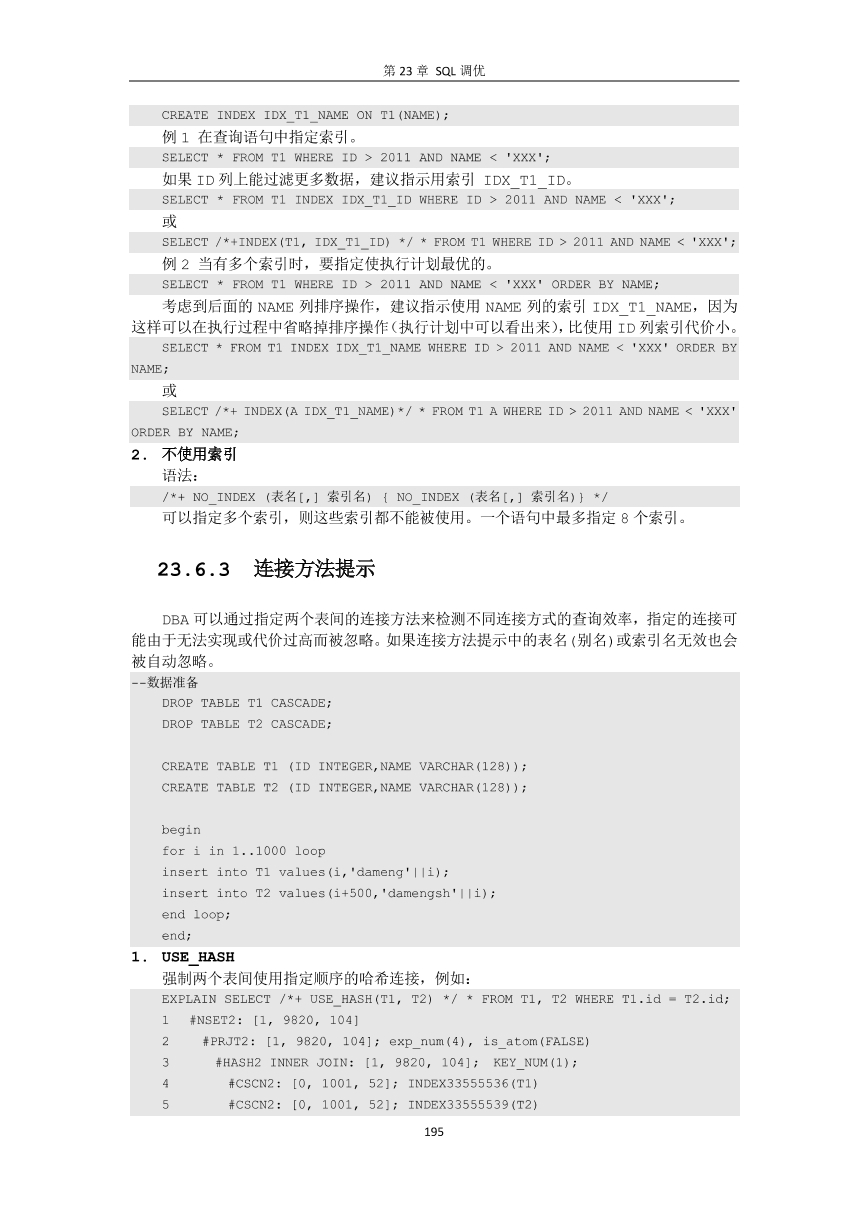 第 23 章 SQL 调优
CREATE INDEX IDX_T1_NAME ON T1(NAME);
例 1 在查询语句中指定索引。
SELECT * FROM T1 WHERE ID > 2011 AND NAME < 'XXX';
如果 ID 列上能过滤更多数据，建议指示用索引 IDX_T1_ID。
SELECT * FROM T1 INDEX IDX_T1_ID WHERE ID > 2011 AND NAME < 'XXX';
或
SELECT /*+INDEX(T1, IDX_T1_ID) */ * FROM T1 WHERE ID > 2011 AND NAME < 'XXX';
例 2 当有多个索引时，要指定使执行计划最优的。
SELECT * FROM T1 WHERE ID > 2011 AND NAME < 'XXX' ORDER BY NAME;
考虑到后面的 NAME 列排序操作，建议指示使用 NAME 列的索引 IDX_T1_NAME，因为
这样可以在执行过程中省略掉排序操作（执行计划中可以看出来），比使用 ID 列索引代价小。
SELECT * FROM T1 INDEX IDX_T1_NAME WHERE ID > 2011 AND NAME < 'XXX' ORDER BY
NAME;
或
SELECT /*+ INDEX(A IDX_T1_NAME)*/ * FROM T1 A WHERE ID > 2011 AND NAME < 'XXX'
ORDER BY NAME;
2. 不使用索引
语法：
/*+ NO_INDEX (表名[,] 索引名) { NO_INDEX (表名[,] 索引名)} */
可以指定多个索引，则这些索引都不能被使用。一个语句中最多指定 8 个索引。
23.6.3 连接方法提示
DBA 可以通过指定两个表间的连接方法来检测不同连接方式的查询效率，指定的连接可
能由于无法实现或代价过高而被忽略。如果连接方法提示中的表名(别名)或索引名无效也会
被自动忽略。
--数据准备
DROP TABLE T1 CASCADE;
DROP TABLE T2 CASCADE;
CREATE TABLE T1 (ID INTEGER,NAME VARCHAR(128));
CREATE TABLE T2 (ID INTEGER,NAME VARCHAR(128));
begin
for i in 1..1000 loop
insert into T1 values(i,'dameng'||i);
insert into T2 values(i+500,'damengsh'||i);
end loop;
end;
1. USE_HASH
强制两个表间使用指定顺序的哈希连接，例如：
EXPLAIN SELECT /*+ USE_HASH(T1, T2) */ * FROM T1, T2 WHERE T1.id = T2.id;
1 #NSET2: [1, 9820, 104]
2 #PRJT2: [1, 9820, 104]; exp_num(4), is_atom(FALSE)
3 #HASH2 INNER JOIN: [1, 9820, 104]; KEY_NUM(1);
4 #CSCN2: [0, 1001, 52]; INDEX33555536(T1)
5 #CSCN2: [0, 1001, 52]; INDEX33555539(T2)
195